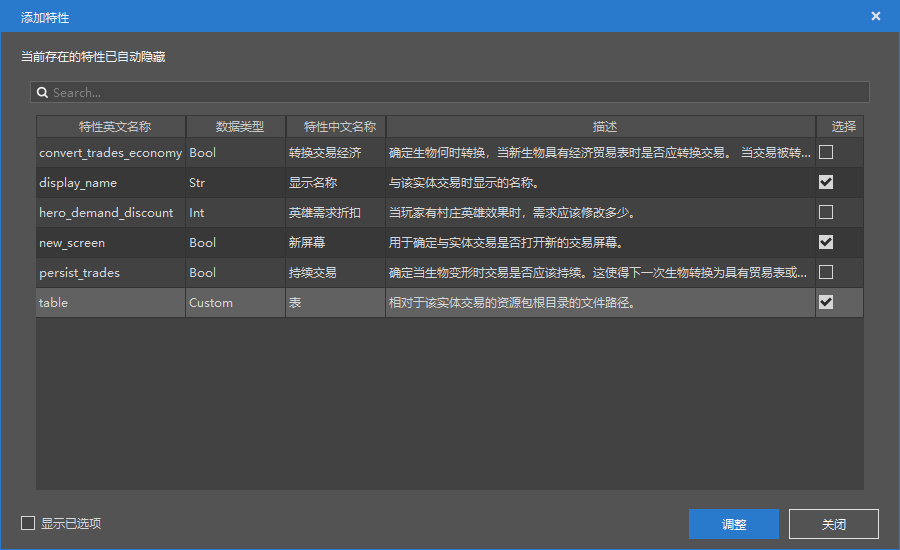 添加特性
当前存在的特性已自动隐藏
Search...
特性英文名称 数据类型 特性中文名称 描述 选择
convert_trades_economy Bool 转换交易经济 确定生物何时转换，当新生物具有经济贸易表时是否应转换交易。 当交易被转...
display_name Str 显示名称 与该实体交易时显示的名称。
hero_demand_discount Int 英雄需求折扣 当玩家有村庄英雄效果时，需求应该修改多少。
new_screen Bool 新屏幕 用于确定与实体交易是否打开新的交易屏幕。
persist_trades Bool 持续交易 确定当生物变形时交易是否应该持续。这使得下一次生物转换为具有贸易表或...
table Custom 表 相对于该实体交易的资源包根目录的文件路径。
显示已选项 调整 关闭